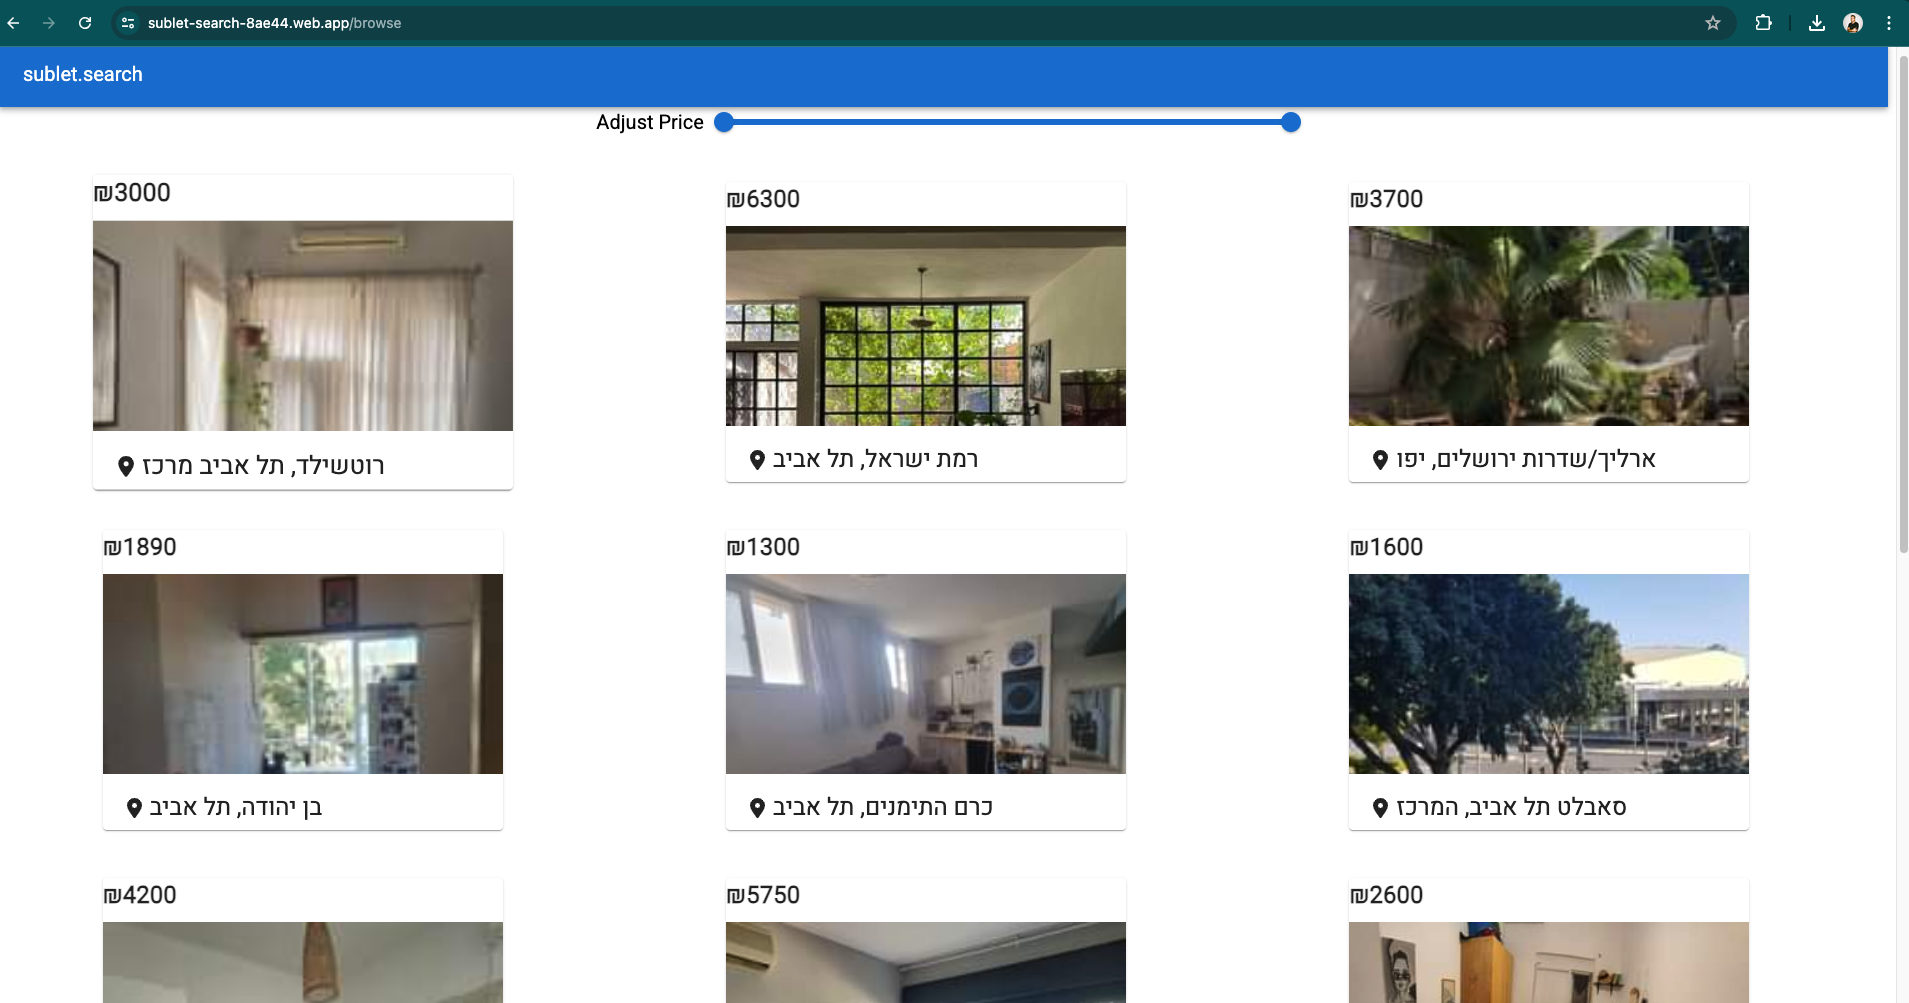 sublet-search-8ae44.web.app/browse
sublet.search
Adjust Price
₪3000
₪6300
₪3700
רוטשילד, תל אביב מרכז
רמת ישראל, תל אביב
ארליך/שדרות ירושלים, יפו
₪1890
₪1300
₪1600
בן יהודה, תל אביב
כרם התימנים, תל אביב
סאבלט תל אביב, המרכז
₪4200
₪5750
₪2600